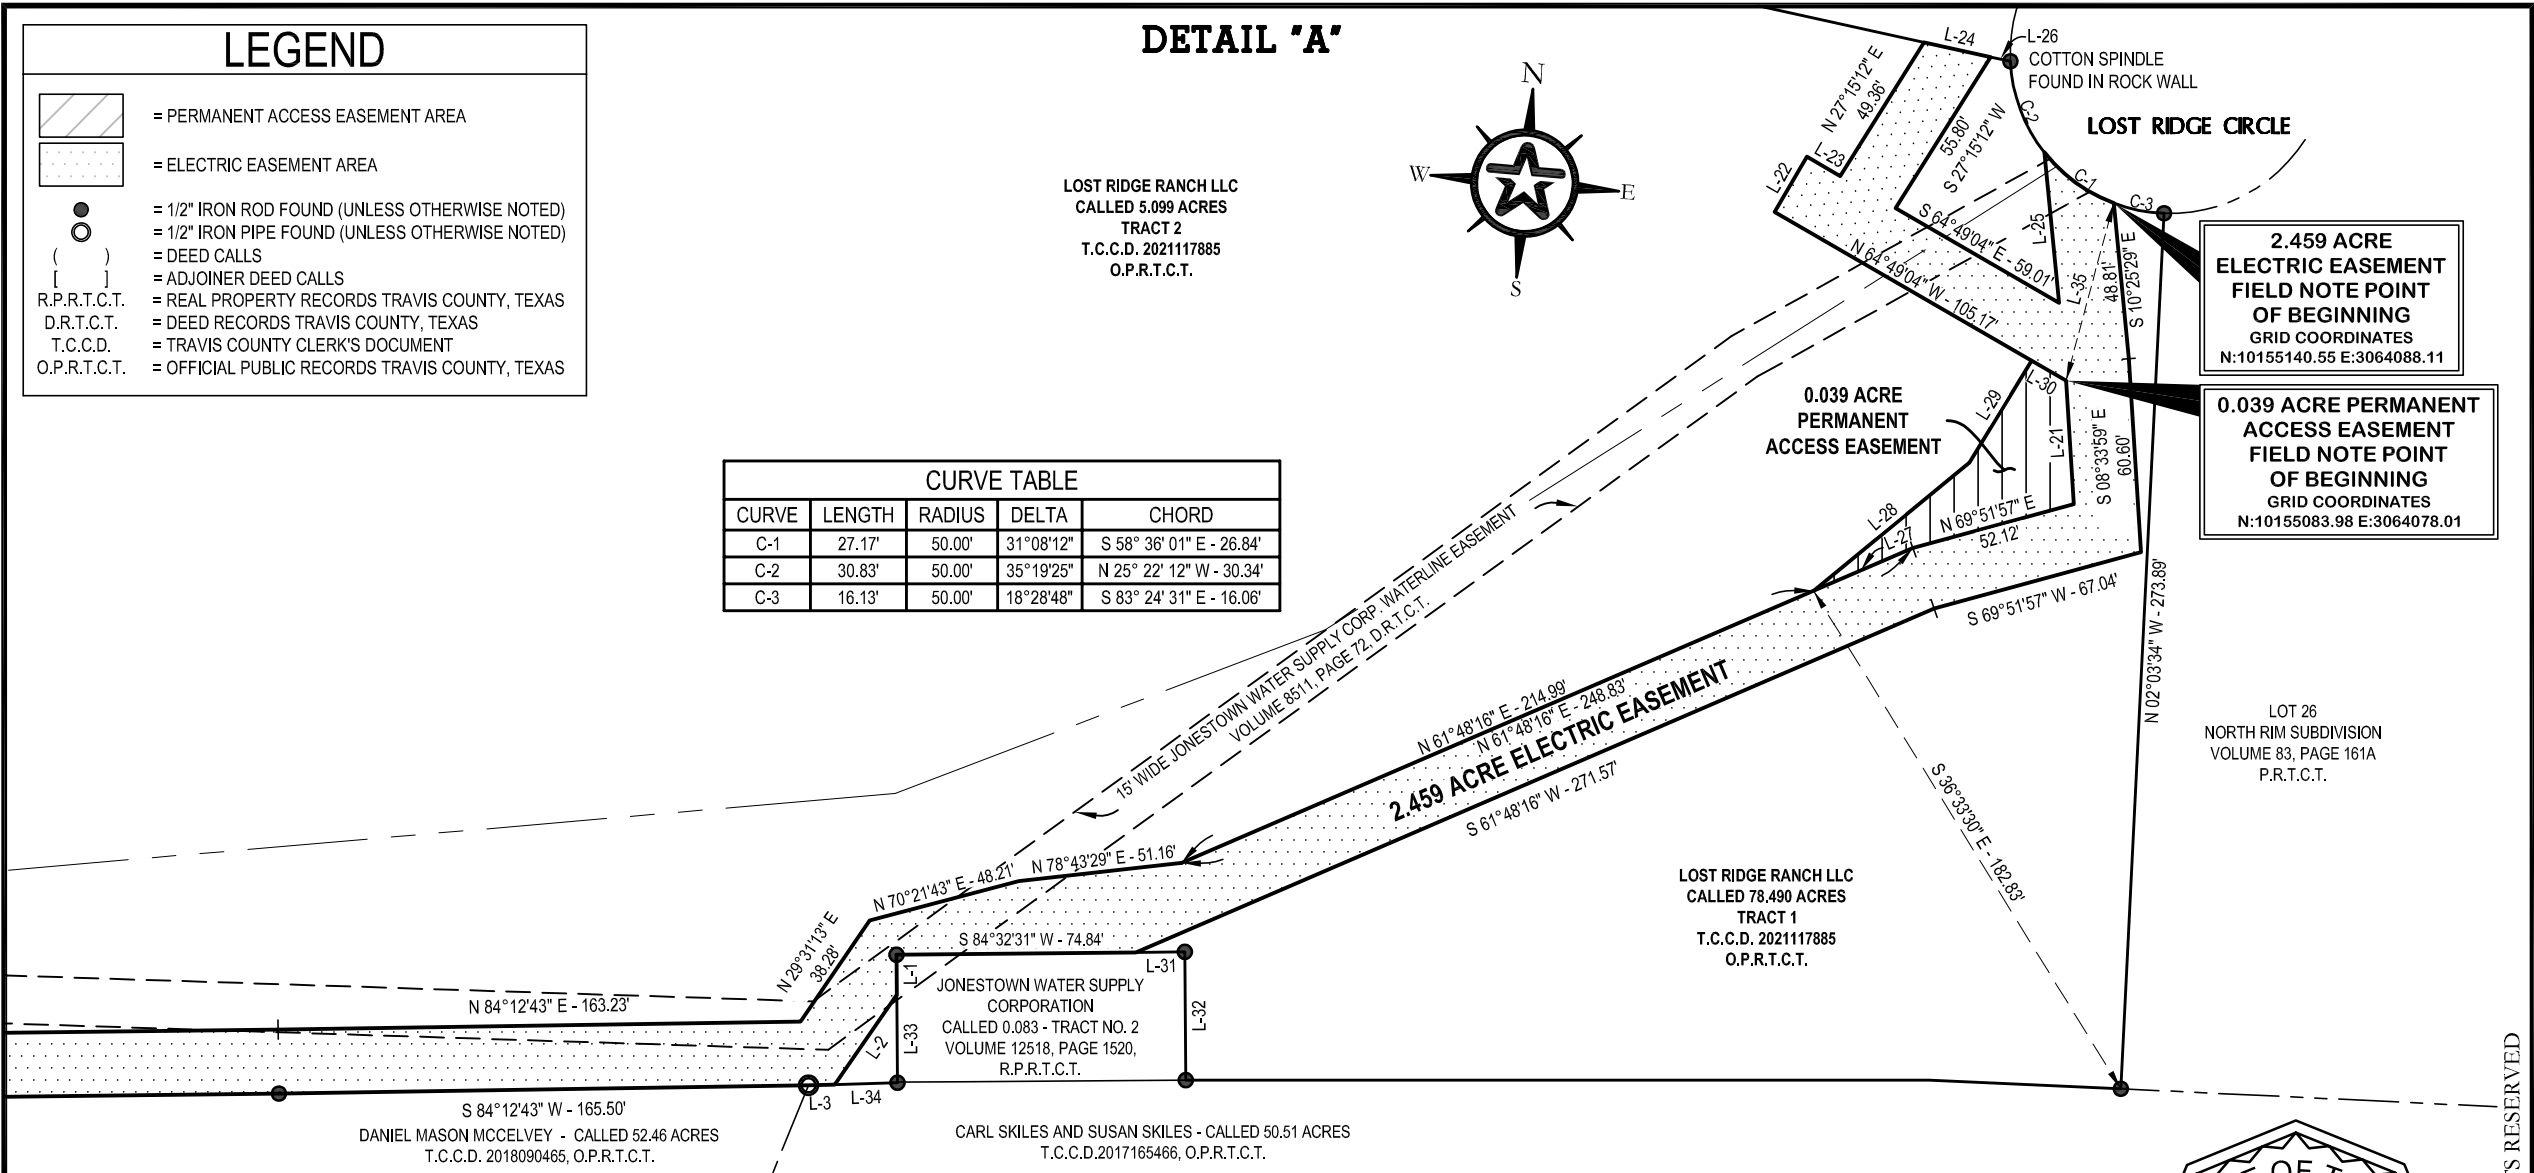 DETAIL "A"
LEGEND
= PERMANENT ACCESS EASEMENT AREA
= ELECTRIC EASEMENT AREA
= 1/2" IRON ROD FOUND (UNLESS OTHERWISE NOTED)
= 1/2" IRON PIPE FOUND (UNLESS OTHERWISE NOTED)
( ) = DEED CALLS
[ ] = ADJOINER DEED CALLS
R.P.R.T.C.T. = REAL PROPERTY RECORDS TRAVIS COUNTY, TEXAS
D.R.T.C.T. = DEED RECORDS TRAVIS COUNTY, TEXAS
T.C.C.D. = TRAVIS COUNTY CLERK'S DOCUMENT
O.P.R.T.C.T. = OFFICIAL PUBLIC RECORDS TRAVIS COUNTY, TEXAS
LOST RIDGE RANCH LLC
CALLED 5.099 ACRES
TRACT 2
T.C.C.D. 2021117885
O.P.R.T.C.T.
N
W
E
S
L-24
L-26
COTTON SPINDLE
FOUND IN ROCK WALL
LOST RIDGE CIRCLE
N 27°15'12" E
49.36'
L-23
L-22
55.80'
S 27°15'12" W
C-2
C-1
C-3
L-25
S 64°49'04" E - 59.01'
N 64°49'04" W - 105.17'
L-35
48.81'
S 10°25'29" E
2.459 ACRE
ELECTRIC EASEMENT
FIELD NOTE POINT
OF BEGINNING
GRID COORDINATES
N:10155140.55 E:3064088.11
0.039 ACRE PERMANENT
ACCESS EASEMENT
FIELD NOTE POINT
OF BEGINNING
GRID COORDINATES
N:10155083.98 E:3064078.01
0.039 ACRE
PERMANENT
ACCESS EASEMENT
L-30
L-29
L-21
L-28
L-27
S 08°33'59" E
60.60'
N 69°51'57" E
52.12'
S 69°51'57" W - 67.04'
N 02°03'34" W - 273.89'
CURVE TABLE
CURVE LENGTH RADIUS DELTA CHORD
C-1 27.17' 50.00' 31°08'12" S 58° 36' 01" E - 26.84'
C-2 30.83' 50.00' 35°19'25" N 25° 22' 12" W - 30.34'
C-3 16.13' 50.00' 18°28'48" S 83° 24' 31" E - 16.06'
15' WIDE JONESTOWN WATER SUPPLY CORP. WATERLINE EASEMENT
VOLUME 8511, PAGE 72, D.R.T.C.T.
N 61°48'16" E - 214.99'
N 61°48'16" E - 248.83'
2.459 ACRE ELECTRIC EASEMENT
S 61°48'16" W - 271.57'
S 36°33'30" E - 182.83'
LOT 26
NORTH RIM SUBDIVISION
VOLUME 83, PAGE 161A
P.R.T.C.T.
LOST RIDGE RANCH LLC
CALLED 78.490 ACRES
TRACT 1
T.C.C.D. 2021117885
O.P.R.T.C.T.
N 78°43'29" E - 51.16'
N 70°21'43" E - 48.21'
N 29°31'13" E
38.28'
S 84°32'31" W - 74.84'
L-31
L-1
L-32
L-33
L-2
JONESTOWN WATER SUPPLY
CORPORATION
CALLED 0.083 - TRACT NO. 2
VOLUME 12518, PAGE 1520,
R.P.R.T.C.T.
N 84°12'43" E - 163.23'
L-3
L-34
S 84°12'43" W - 165.50'
DANIEL MASON MCCELVEY - CALLED 52.46 ACRES
T.C.C.D. 2018090465, O.P.R.T.C.T.
CARL SKILES AND SUSAN SKILES - CALLED 50.51 ACRES
T.C.C.D.2017165466, O.P.R.T.C.T.
RESERVED
OF